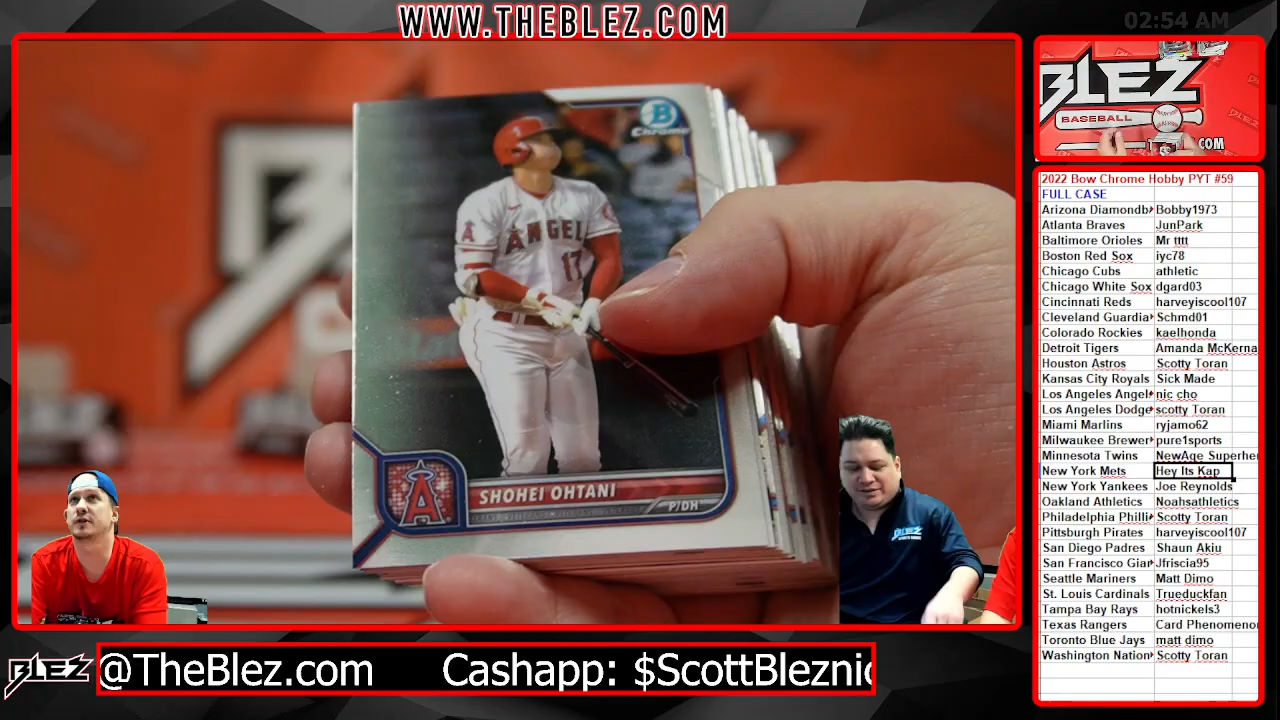 WWW.THEBLEZ.COM
02:54 AM
BLEZ
BASEBALL
.COM
B
Chrome
ANGEL
17
A
SHOHEI OHTANI
P/DH
BLEZ
2022 Bow Chrome Hobby PYT #59
FULL CASE
Arizona Diamondb Bobby1973
Atlanta Braves JunPark
Baltimore Orioles Mr tttt
Boston Red Sox iyc78
Chicago Cubs athletic
Chicago White Sox dgard03
Cincinnati Reds harveyiscool107
Cleveland Guardia Schmd01
Colorado Rockies kaelhonda
Detroit Tigers Amanda McKerna
Houston Astros Scotty Toran
Kansas City Royals Sick Made
Los Angeles Angel nic cho
Los Angeles Dodge scotty Toran
Miami Marlins ryjamo62
Milwaukee Brewer pure1sports
Minnesota Twins NewAge Superhe
New York Mets Hey Its Kap
New York Yankees Joe Reynolds
Oakland Athletics Noahsathletics
Philadelphia Philli Scotty Toran
Pittsburgh Pirates harveyiscool107
San Diego Padres Shaun Akiu
San Francisco Gian Jfriscia95
Seattle Mariners Matt Dimo
St. Louis Cardinals Trueduckfan
Tampa Bay Rays hotnickels3
Texas Rangers Card Phenomeno
Toronto Blue Jays matt dimo
Washington Nation Scotty Toran
BLEZ
@TheBlez.com Cashapp: $ScottBleznic